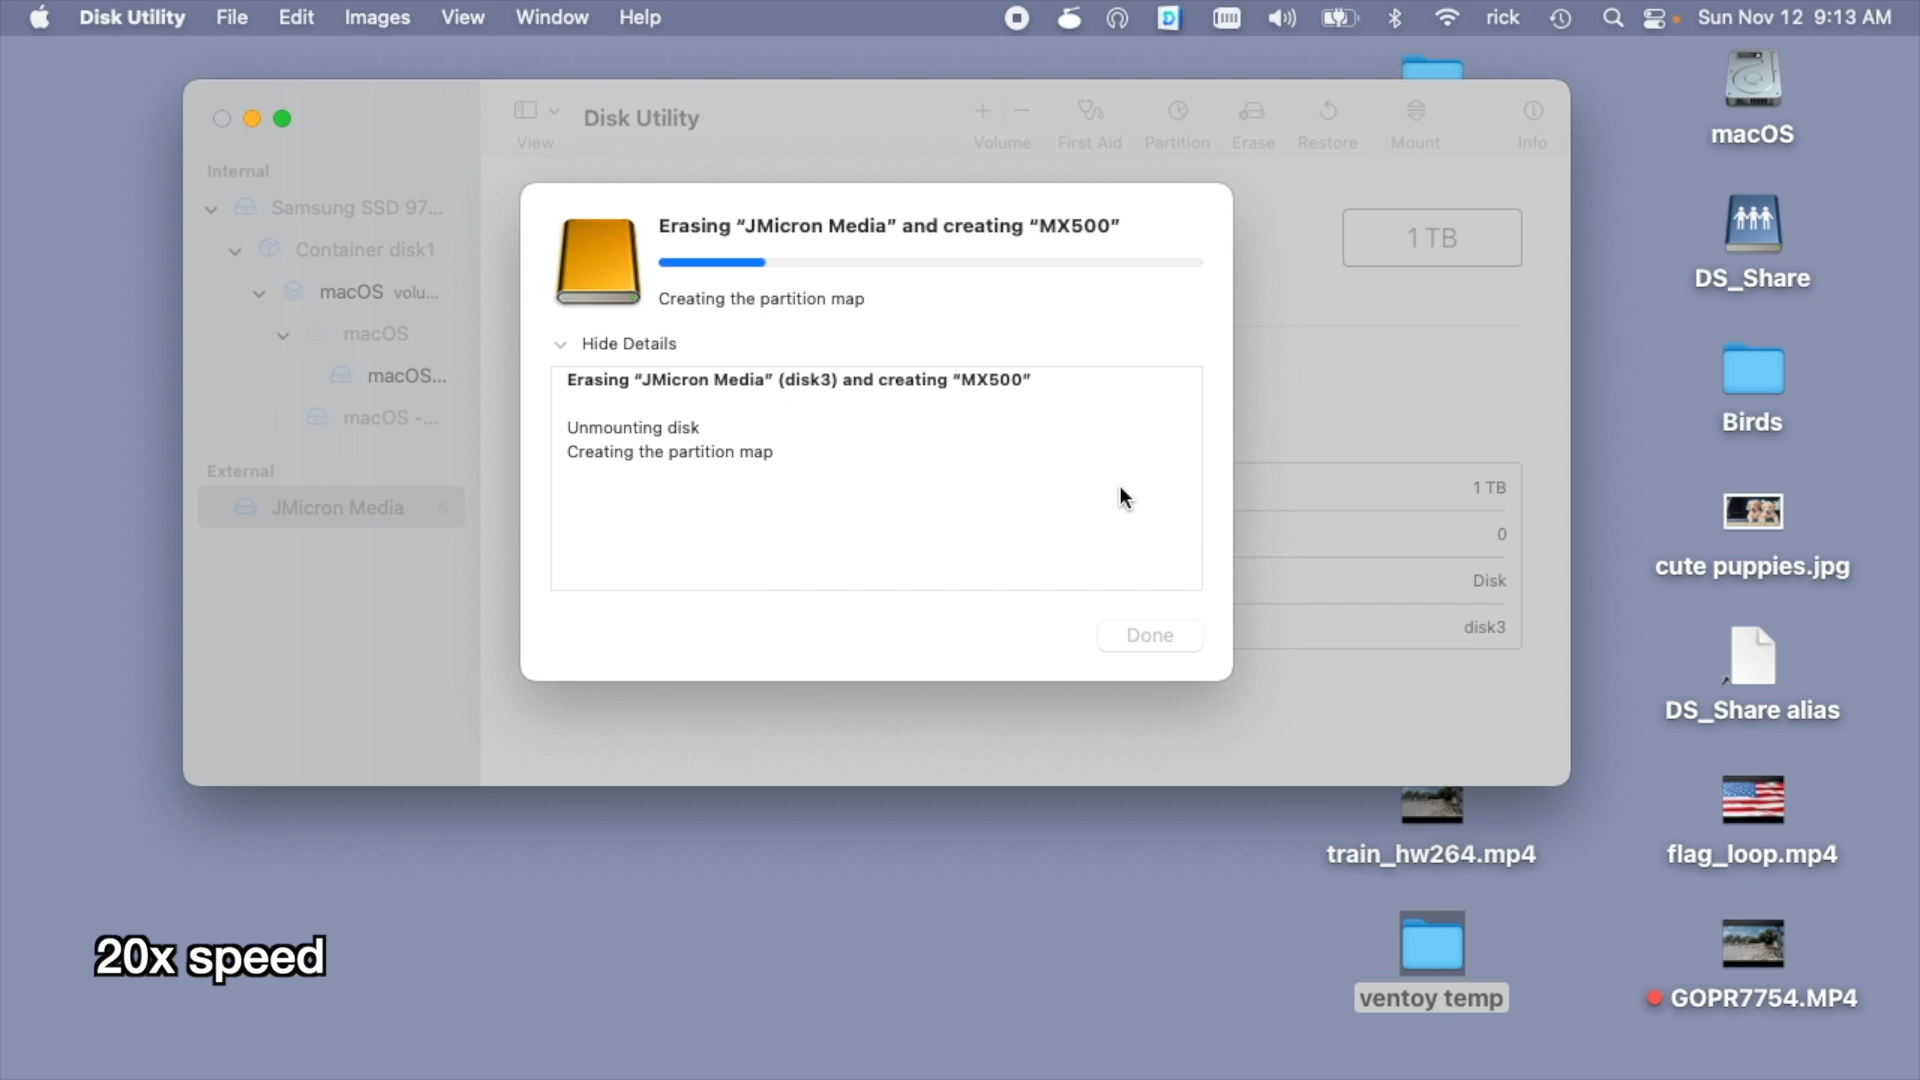 Disk Utility File Edit Images View Window Help rick Sun Nov 12 9:13 AM
Disk Utility
View
Volume First Aid Partition Erase Restore Mount Info
Internal
Samsung SSD 97...
Container disk1
macOS volu...
macOS
macOS...
macOS -...
External
JMicron Media
1 TB
Erasing “JMicron Media” and creating “MX500”
Creating the partition map
Hide Details
Erasing “JMicron Media” (disk3) and creating “MX500”
Unmounting disk
Creating the partition map
Done
1 TB
0
Disk
disk3
macOS
DS_Share
Birds
cute puppies.jpg
DS_Share alias
train_hw264.mp4
flag_loop.mp4
ventoy temp
GOPR7754.MP4
20x speed